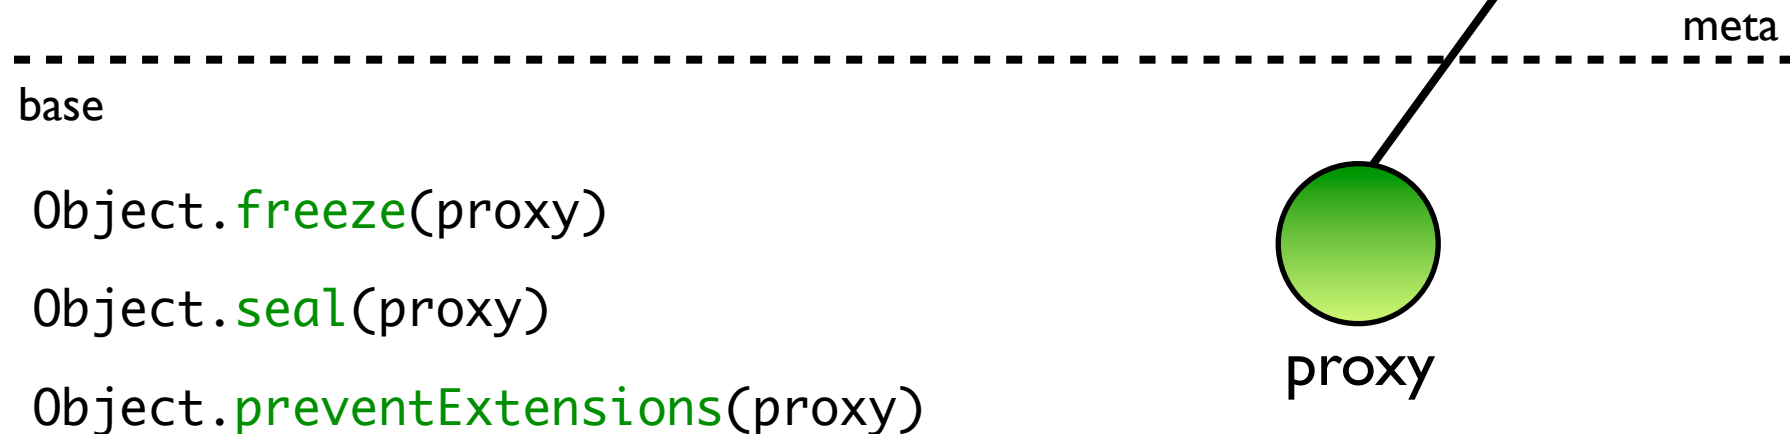 meta
base
Object.freeze(proxy)
Object.seal(proxy)
proxy
Object.preventExtensions(proxy)